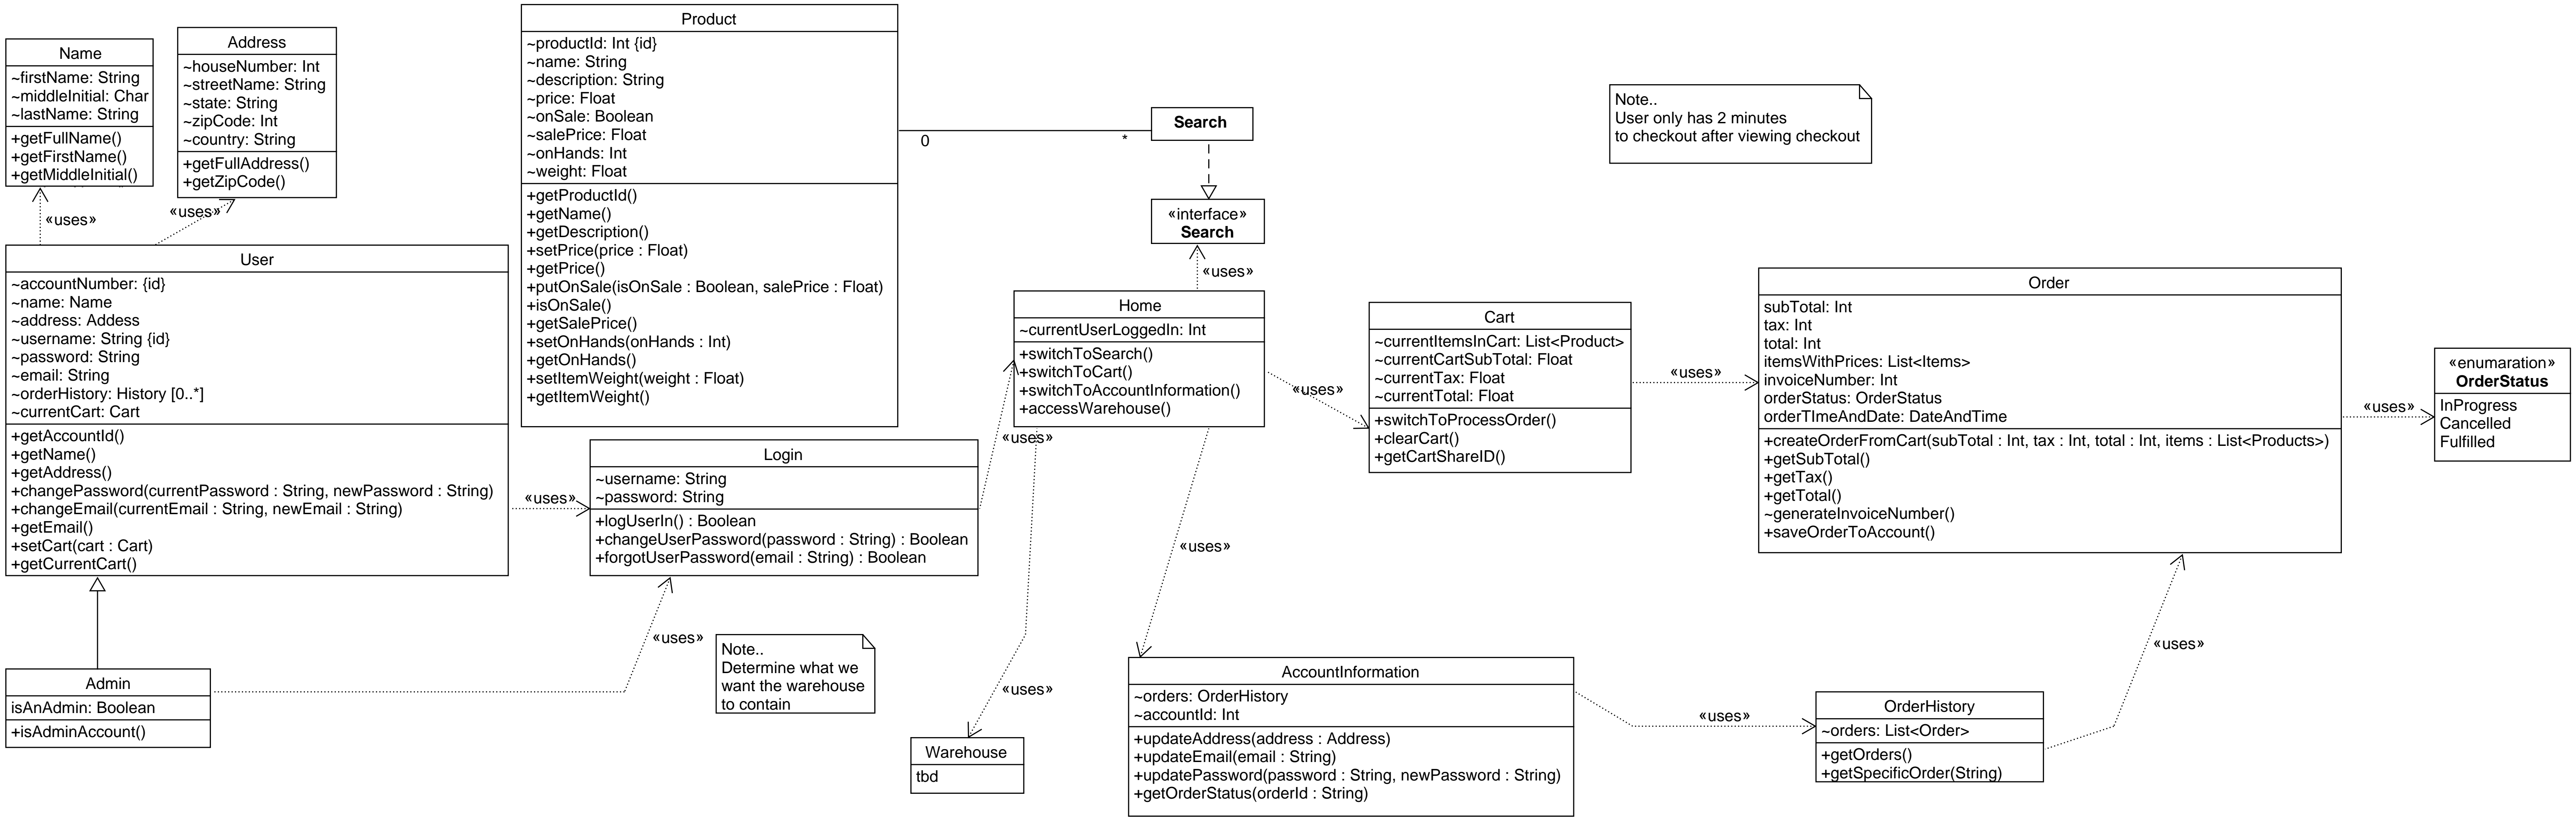 Name
~firstName: String
~middleInitial: Char
~lastName: String
+getFullName()
+getFirstName()
+getMiddleInitial()
Address
~houseNumber: Int
~streetName: String
~state: String
~zipCode: Int
~country: String
+getFullAddress()
+getZipCode()
«uses»
«uses»
User
~accountNumber: {id}
~name: Name
~address: Addess
~username: String {id}
~password: String
~email: String
~orderHistory: History [0..*]
~currentCart: Cart
+getAccountId()
+getName()
+getAddress()
+changePassword(currentPassword : String, newPassword : String)
+changeEmail(currentEmail : String, newEmail : String)
+getEmail()
+setCart(cart : Cart)
+getCurrentCart()
Admin
isAnAdmin: Boolean
+isAdminAccount()
Product
~productId: Int {id}
~name: String
~description: String
~price: Float
~onSale: Boolean
~salePrice: Float
~onHands: Int
~weight: Float
+getProductId()
+getName()
+getDescription()
+setPrice(price : Float)
+getPrice()
+putOnSale(isOnSale : Boolean, salePrice : Float)
+isOnSale()
+getSalePrice()
+setOnHands(onHands : Int)
+getOnHands()
+setItemWeight(weight : Float)
+getItemWeight()
0
*
Search
«interface»
Search
«uses»
Note..
User only has 2 minutes
to checkout after viewing checkout
«uses»
Login
~username: String
~password: String
+logUserIn() : Boolean
+changeUserPassword(password : String) : Boolean
+forgotUserPassword(email : String) : Boolean
«uses»
Note..
Determine what we
want the warehouse
to contain
Home
~currentUserLoggedIn: Int
+switchToSearch()
+switchToCart()
+switchToAccountInformation()
+accessWarehouse()
«uses»
«uses»
«uses»
«uses»
Warehouse
tbd
Cart
~currentItemsInCart: List<Product>
~currentCartSubTotal: Float
~currentTax: Float
~currentTotal: Float
+switchToProcessOrder()
+clearCart()
+getCartShareID()
«uses»
Order
subTotal: Int
tax: Int
total: Int
itemsWithPrices: List<Items>
invoiceNumber: Int
orderStatus: OrderStatus
orderTImeAndDate: DateAndTime
+createOrderFromCart(subTotal : Int, tax : Int, total : Int, items : List<Products>)
+getSubTotal()
+getTax()
+getTotal()
~generateInvoiceNumber()
+saveOrderToAccount()
«uses»
«enumaration»
OrderStatus
InProgress
Cancelled
Fulfilled
AccountInformation
~orders: OrderHistory
~accountId: Int
+updateAddress(address : Address)
+updateEmail(email : String)
+updatePassword(password : String, newPassword : String)
+getOrderStatus(orderId : String)
«uses»
OrderHistory
~orders: List<Order>
+getOrders()
+getSpecificOrder(String)
«uses»